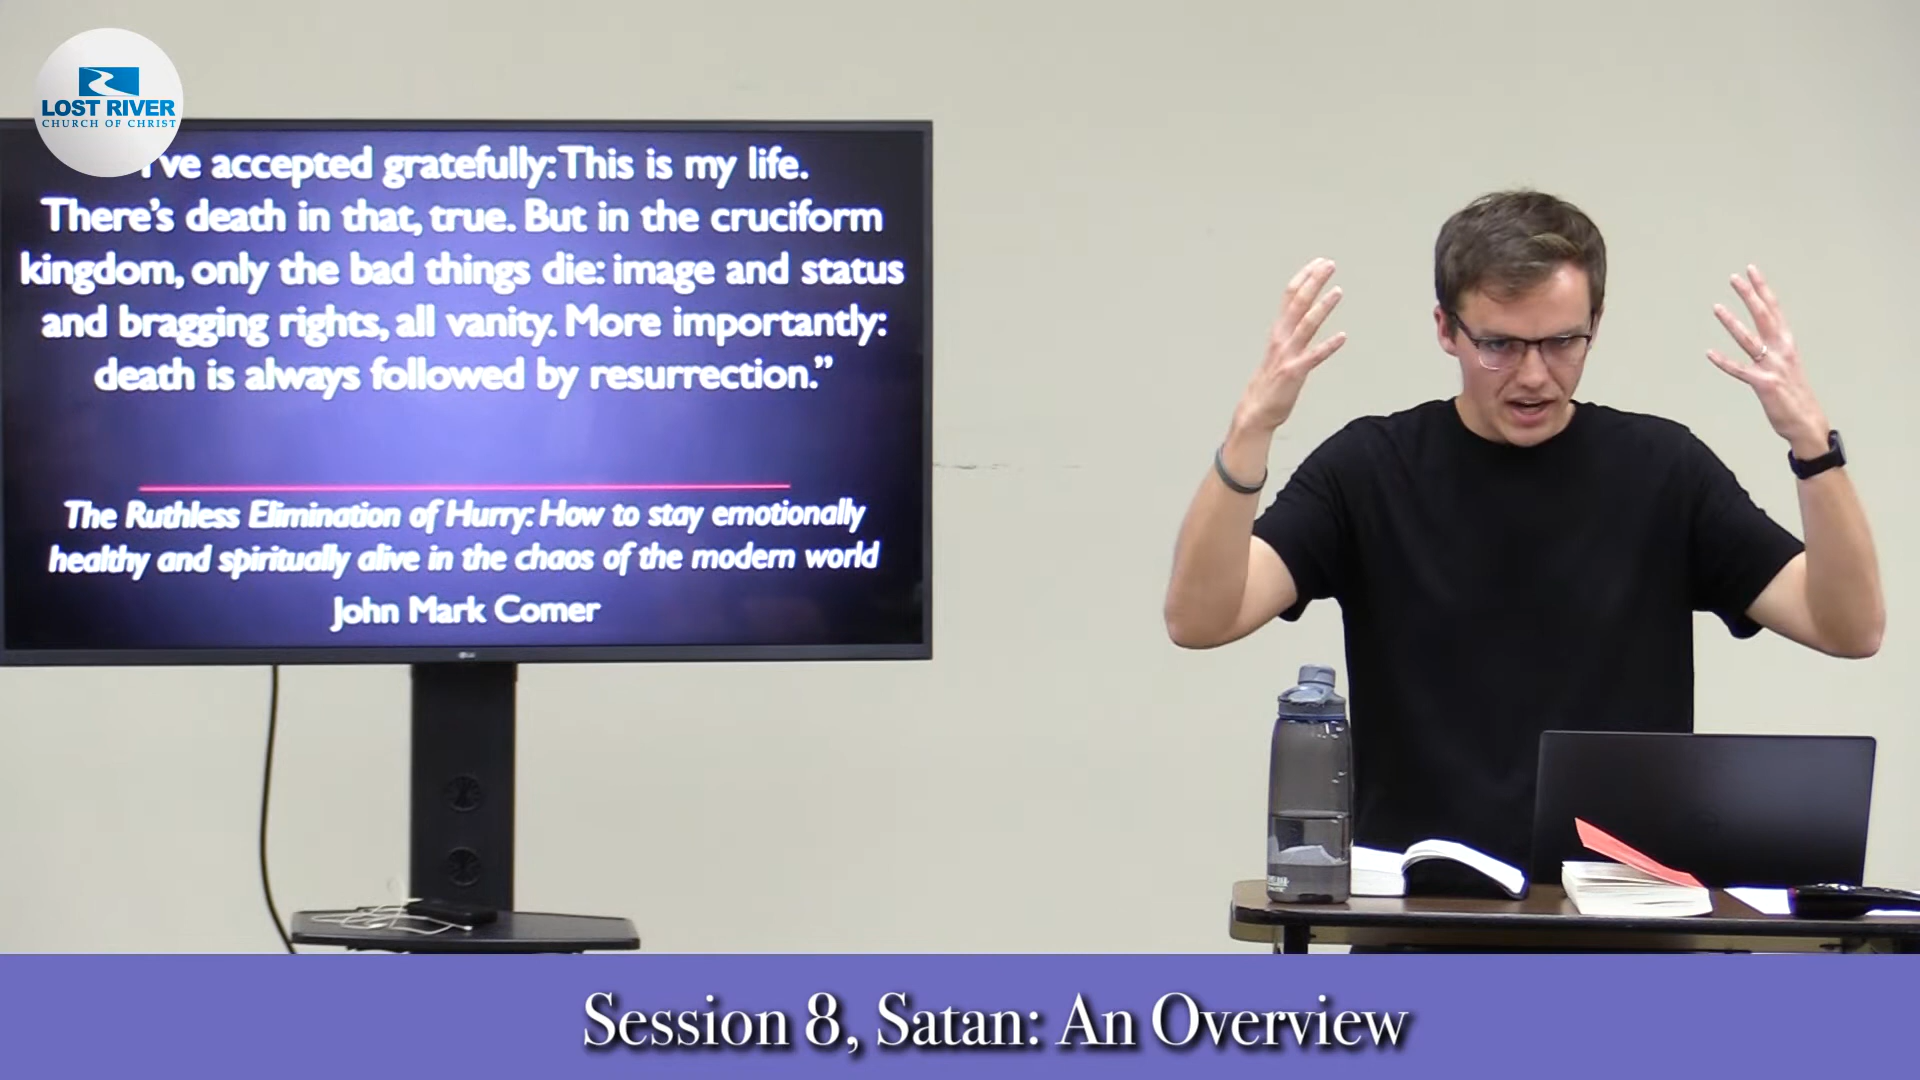 LOST RIVER
CHURCH OF CHRIST
I've accepted gratefully: This is my life.
There's death in that, true. But in the cruciform
kingdom, only the bad things die: image and status
and bragging rights, all vanity. More importantly:
death is always followed by resurrection.”
The Ruthless Elimination of Hurry: How to stay emotionally
healthy and spiritually alive in the chaos of the modern world
John Mark Comer
LG
Session 8, Satan: An Overview